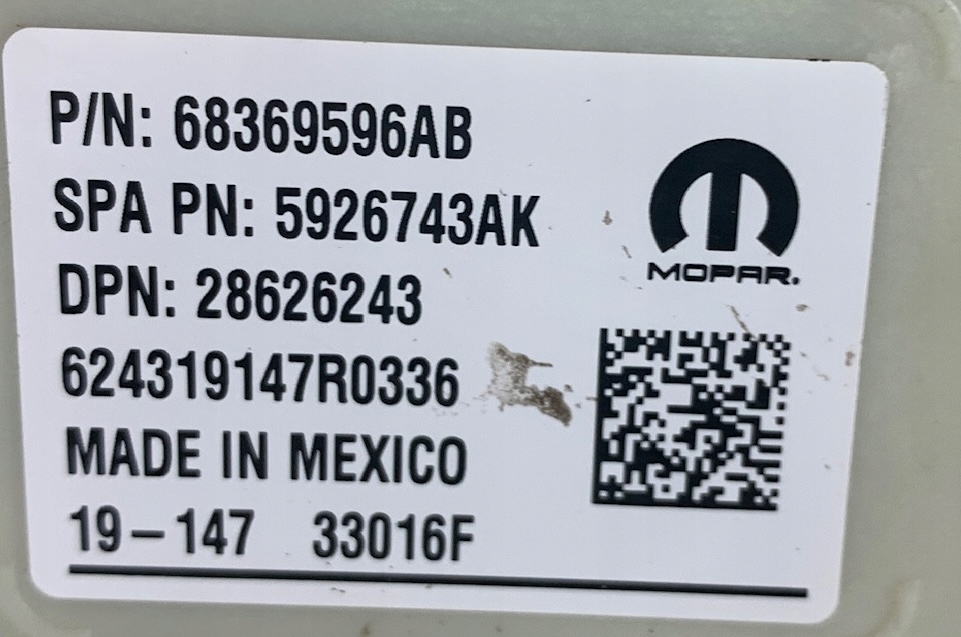 P/N: 68369596AB
SPA PN: 5926743AK
DPN: 28626243
624319147R0336
MADE IN MEXICO
19-147 33016F
MOPAR.